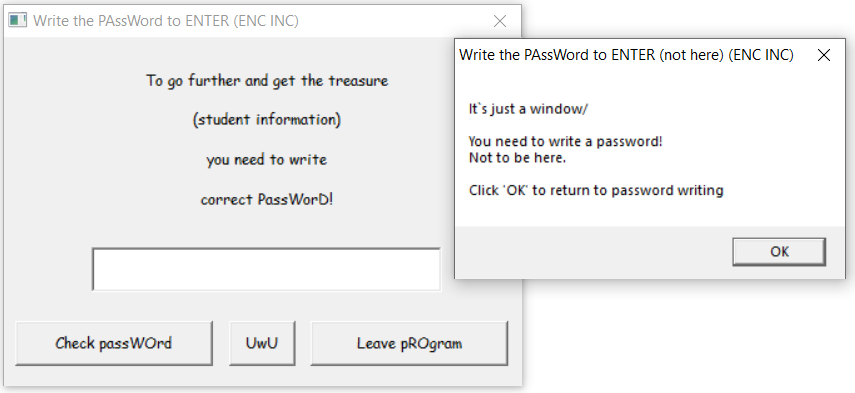 Write the PAssWord to ENTER (ENC INC)
To go further and get the treasure
(student information)
you need to write
correct PassWorD!
Check passWOrd
UwU
Leave pROgram
Write the PAssWord to ENTER (not here) (ENC INC)
It`s just a window/
You need to write a password!
Not to be here.
Click 'OK' to return to password writing
OK